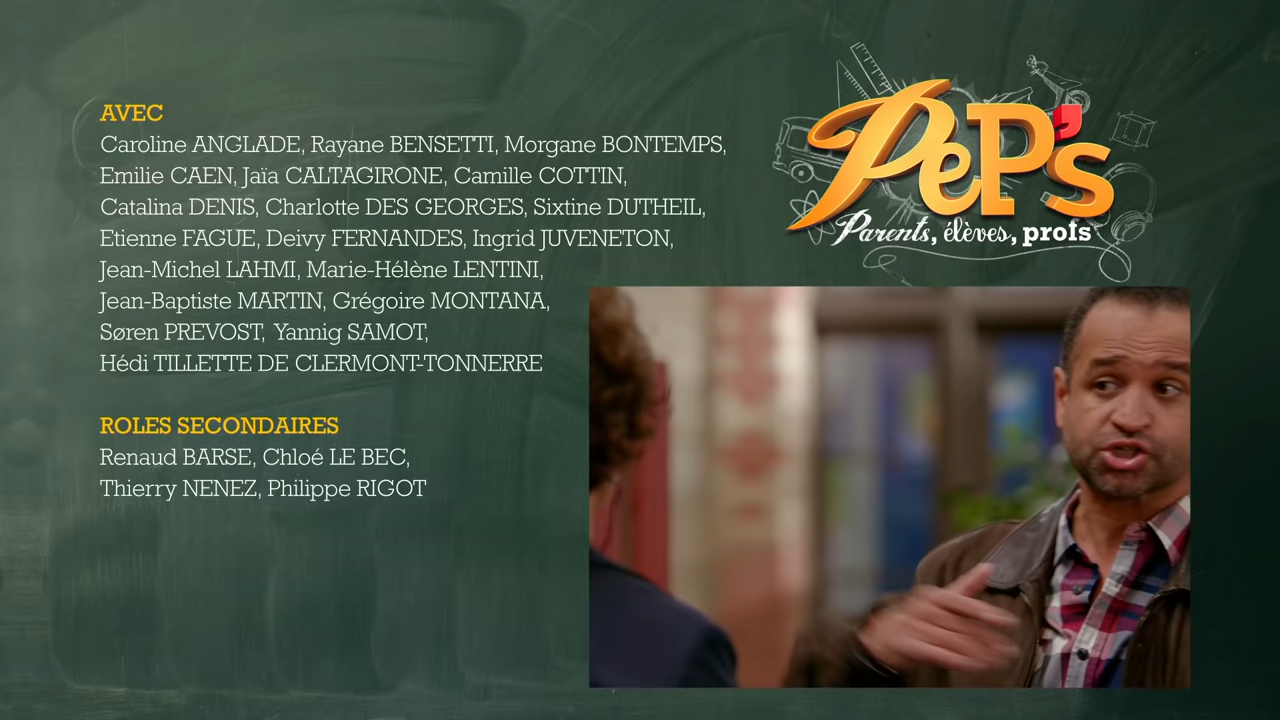 AVEC
Caroline ANGLADE, Rayane BENSETTI, Morgane BONTEMPS,
Emilie CAEN, Jaïa CALTAGIRONE, Camille COTTIN,
Catalina DENIS, Charlotte DES GEORGES, Sixtine DUTHEIL,
Etienne FAGUE, Deivy FERNANDES, Ingrid JUVENETON,
Jean-Michel LAHMI, Marie-Hélène LENTINI,
Jean-Baptiste MARTIN, Grégoire MONTANA,
Søren PREVOST, Yannig SAMOT,
Hédi TILLETTE DE CLERMONT-TONNERRE
ROLES SECONDAIRES
Renaud BARSE, Chloé LE BEC,
Thierry NENEZ, Philippe RIGOT
PeP's
Parents, élèves, profs